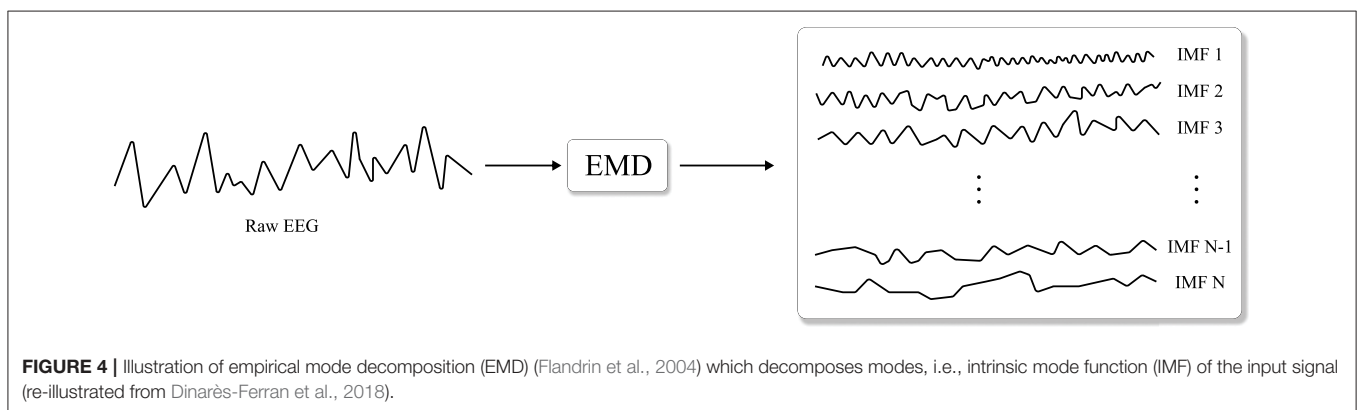 IMF 1
IMF 2
IMF 3
EMD
Raw EEG
IMF N-1
IMF N
FIGURE 4 | Illustration of empirical mode decomposition (EMD) (Flandrin et al., 2004) which decomposes modes, i.e., intrinsic mode function (IMF) of the input signal
(re-illustrated from Dinarès-Ferran et al., 2018).